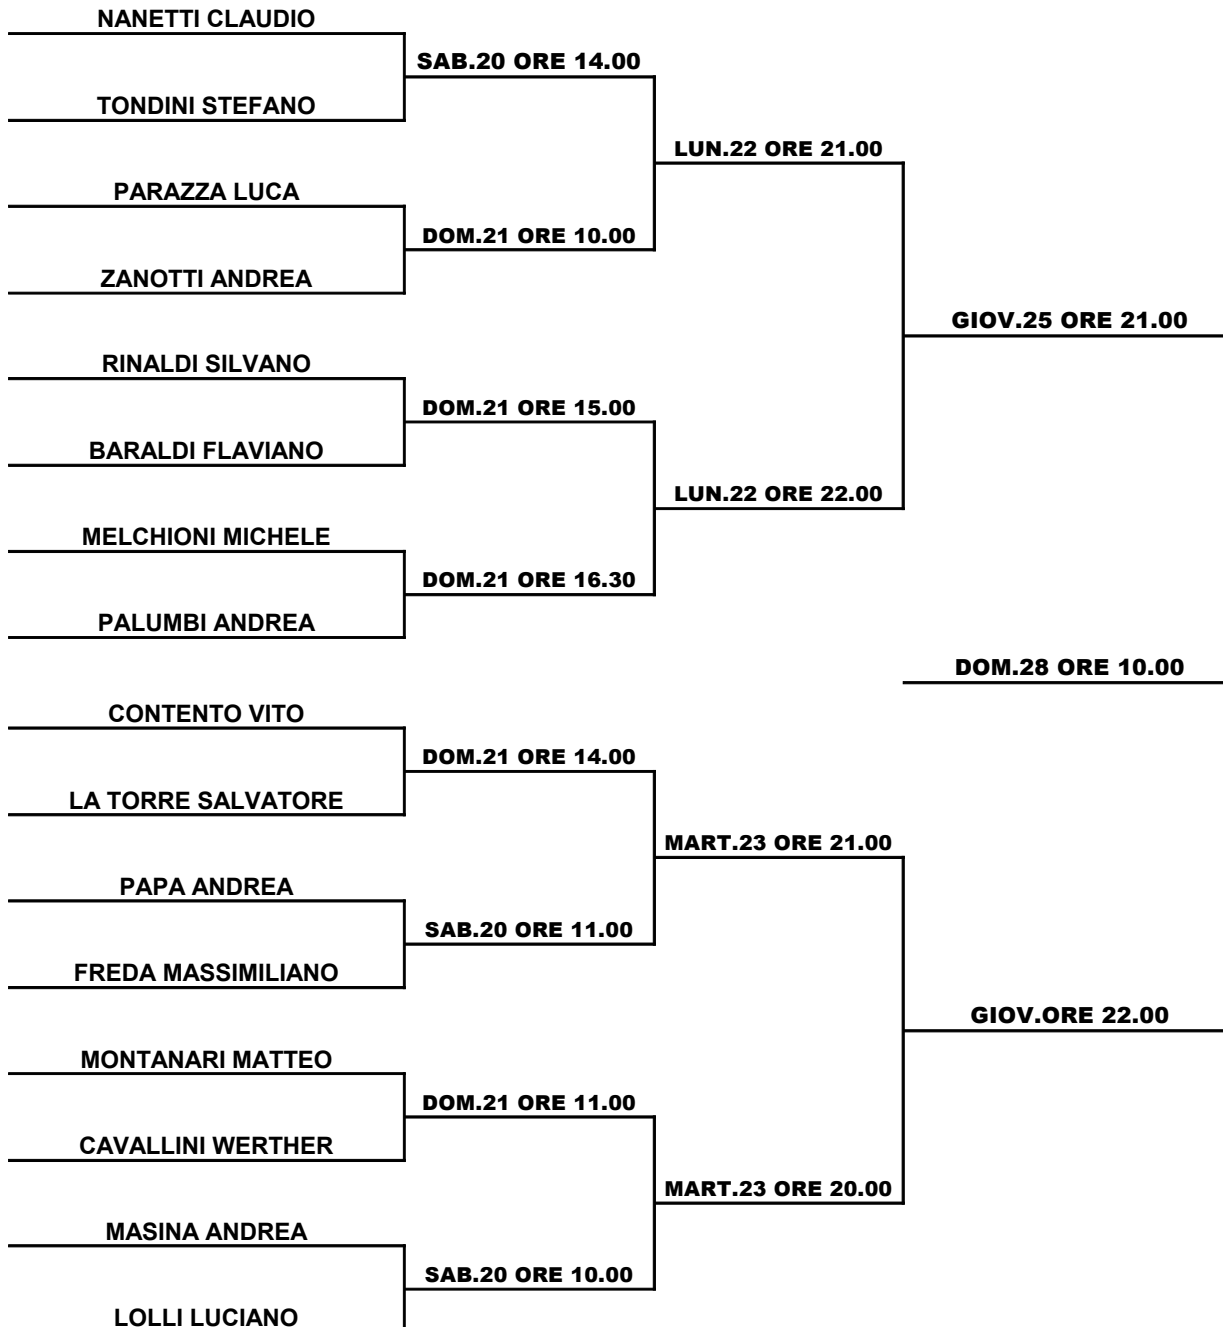 NANETTI CLAUDIO
SAB.20 ORE 14.00
TONDINI STEFANO
LUN.22 ORE 21.00
PARAZZA LUCA
DOM.21 ORE 10.00
ZANOTTI ANDREA
GIOV.25 ORE 21.00
RINALDI SILVANO
DOM.21 ORE 15.00
BARALDI FLAVIANO
LUN.22 ORE 22.00
MELCHIONI MICHELE
DOM.21 ORE 16.30
PALUMBI ANDREA
DOM.28 ORE 10.00
CONTENTO VITO
DOM.21 ORE 14.00
LA TORRE SALVATORE
MART.23 ORE 21.00
PAPA ANDREA
SAB.20 ORE 11.00
FREDA MASSIMILIANO
GIOV.ORE 22.00
MONTANARI MATTEO
DOM.21 ORE 11.00
CAVALLINI WERTHER
MART.23 ORE 20.00
MASINA ANDREA
SAB.20 ORE 10.00
LOLLI LUCIANO